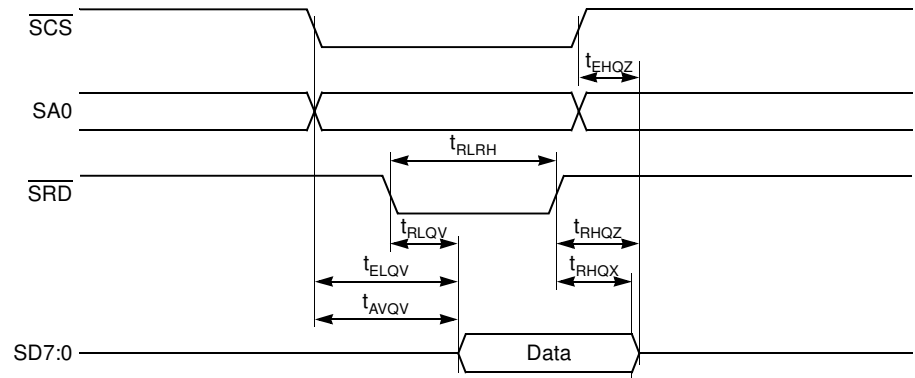 SCS
tEHQZ
SA0
tRLRH
SRD
tRLQV
tRHQZ
tELQV
tRHQX
tAVQV
SD7:0
Data